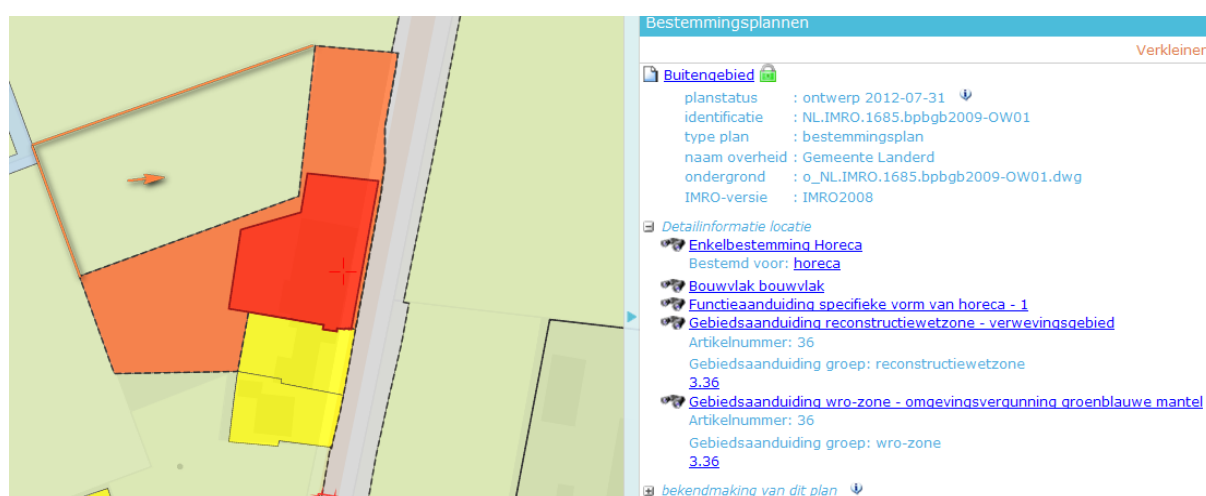 Bestemmingsplannen
Verkleinen
Buitengebied
planstatus : ontwerp 2012-07-31
identificatie : NL.IMRO.1685.bpbgb2009-OW01
type plan : bestemmingsplan
naam overheid : Gemeente Landerd
ondergrond : o_NL.IMRO.1685.bpbgb2009-OW01.dwg
IMRO-versie : IMRO2008
Detailinformatie locatie
Enkelbestemming Horeca
Bestemd voor: horeca
Bouwvlak bouwvlak
Functieaanduiding specifieke vorm van horeca - 1
Gebiedsaanduiding reconstructiewetzone - verwevingsgebied
Artikelnummer: 36
Gebiedsaanduiding groep: reconstructiewetzone
3.36
Gebiedsaanduiding wro-zone - omgevingsvergunning groenblauwe mantel
Artikelnummer: 36
Gebiedsaanduiding groep: wro-zone
3.36
bekendmaking van dit plan